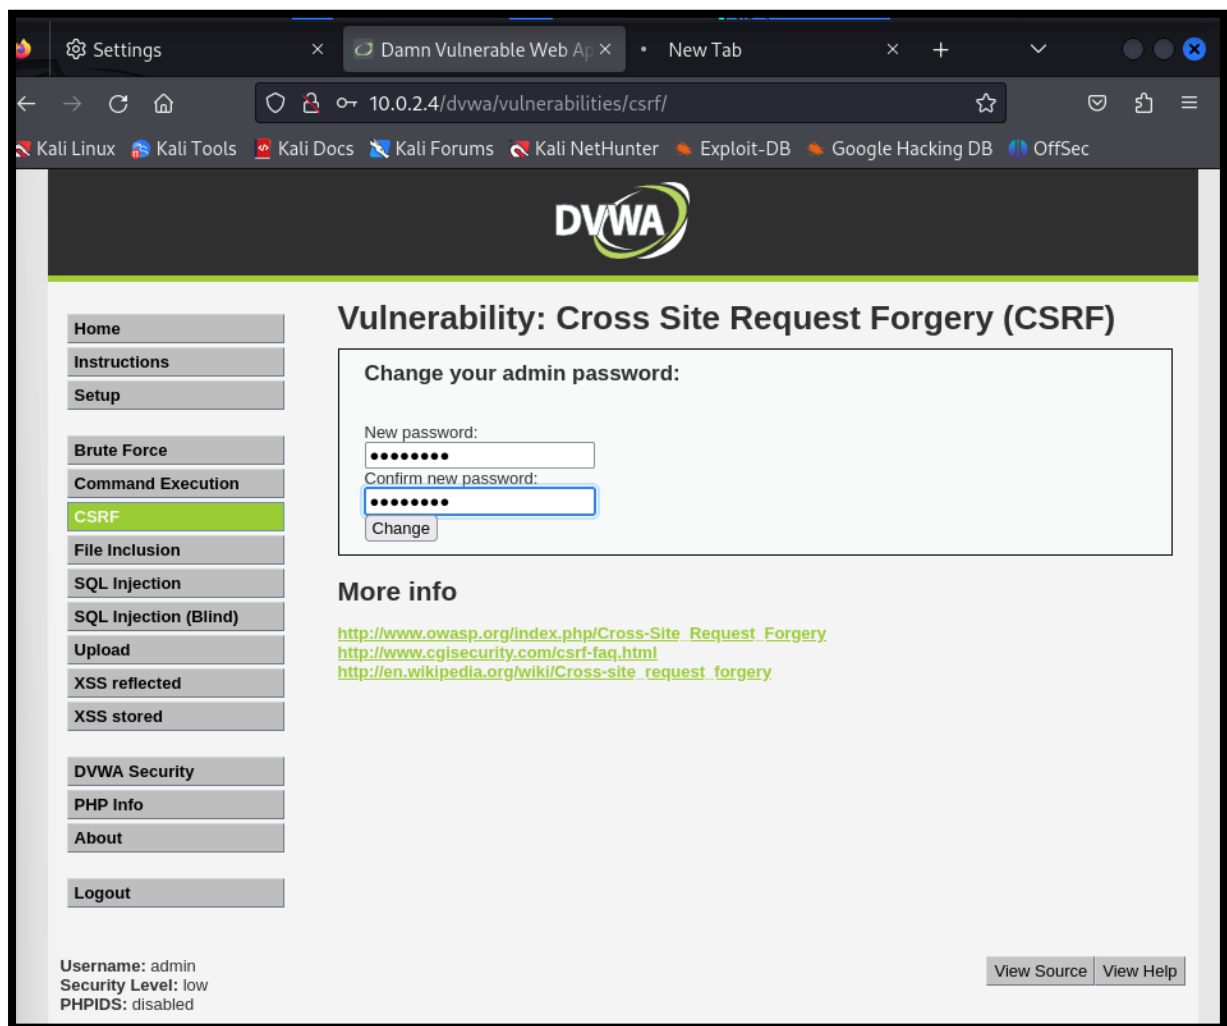 Settings
Damn Vulnerable Web Ap
New Tab
10.0.2.4/dvwa/vulnerabilities/csrf/
Kali Linux Kali Tools Kali Docs Kali Forums Kali NetHunter Exploit-DB Google Hacking DB OffSec
DVWA
Home
Instructions
Setup
Brute Force
Command Execution
CSRF
File Inclusion
SQL Injection
SQL Injection (Blind)
Upload
XSS reflected
XSS stored
DVWA Security
PHP Info
About
Logout
Vulnerability: Cross Site Request Forgery (CSRF)
Change your admin password:
New password:
••••••••
Confirm new password:
••••••••
Change
More info
http://www.owasp.org/index.php/Cross-Site_Request_Forgery
http://www.cgisecurity.com/csrf-faq.html
http://en.wikipedia.org/wiki/Cross-site_request_forgery
Username: admin
Security Level: low
PHPIDS: disabled
View Source View Help